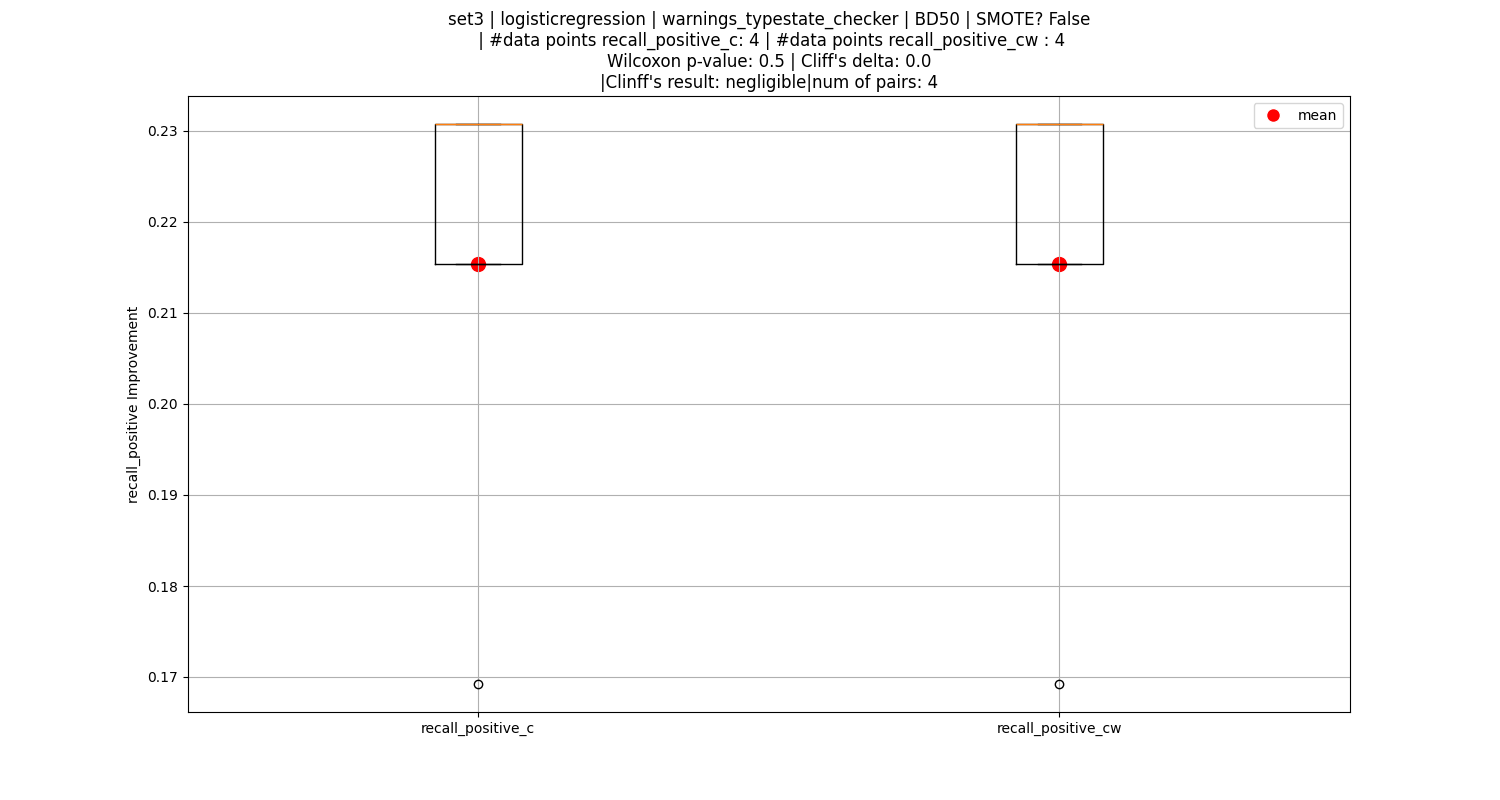 set3 | logisticregression | warnings_typestate_checker | BD50 | SMOTE? False
| #data points recall_positive_c: 4 | #data points recall_positive_cw : 4
Wilcoxon p-value: 0.5 | Cliff's delta: 0.0
|Clinff's result: negligible|num of pairs: 4
mean
recall_positive Improvement
0.23
0.22
0.21
0.20
0.19
0.18
0.17
recall_positive_c
recall_positive_cw